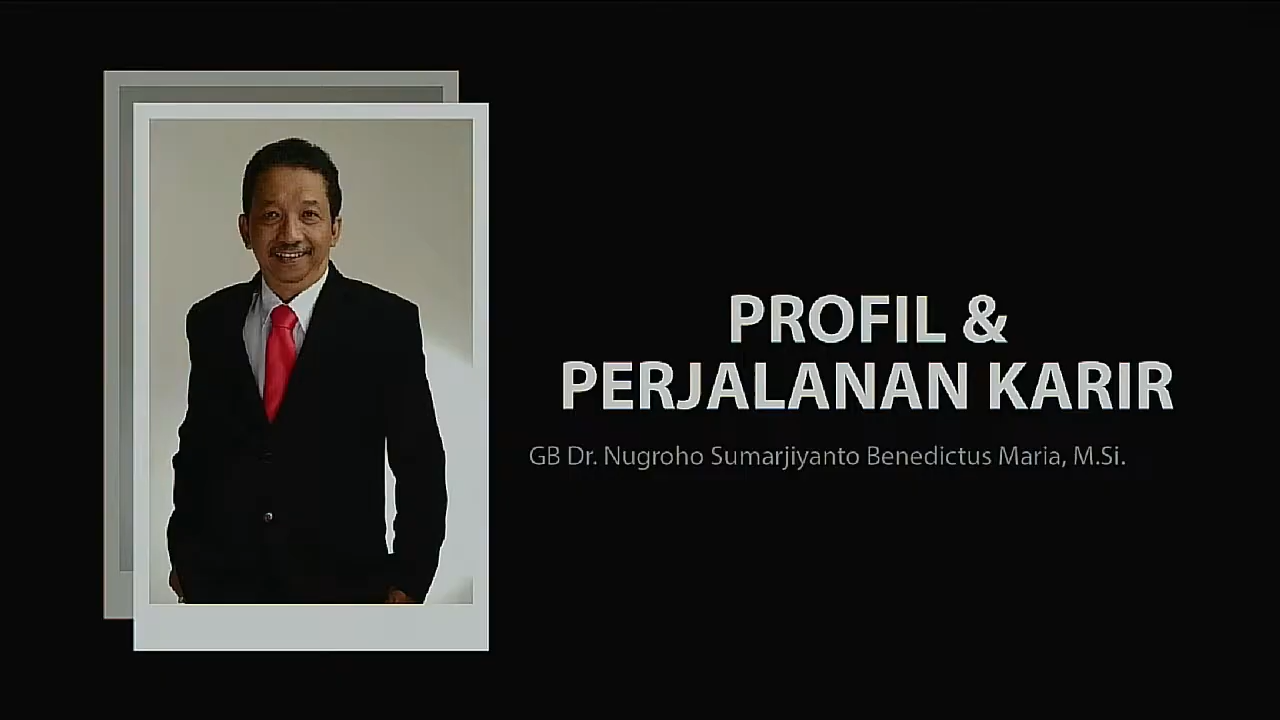 PROFIL &
PERJALANAN KARIR
GB Dr. Nugroho Sumarjiyanto Benedictus Maria, M.Si.